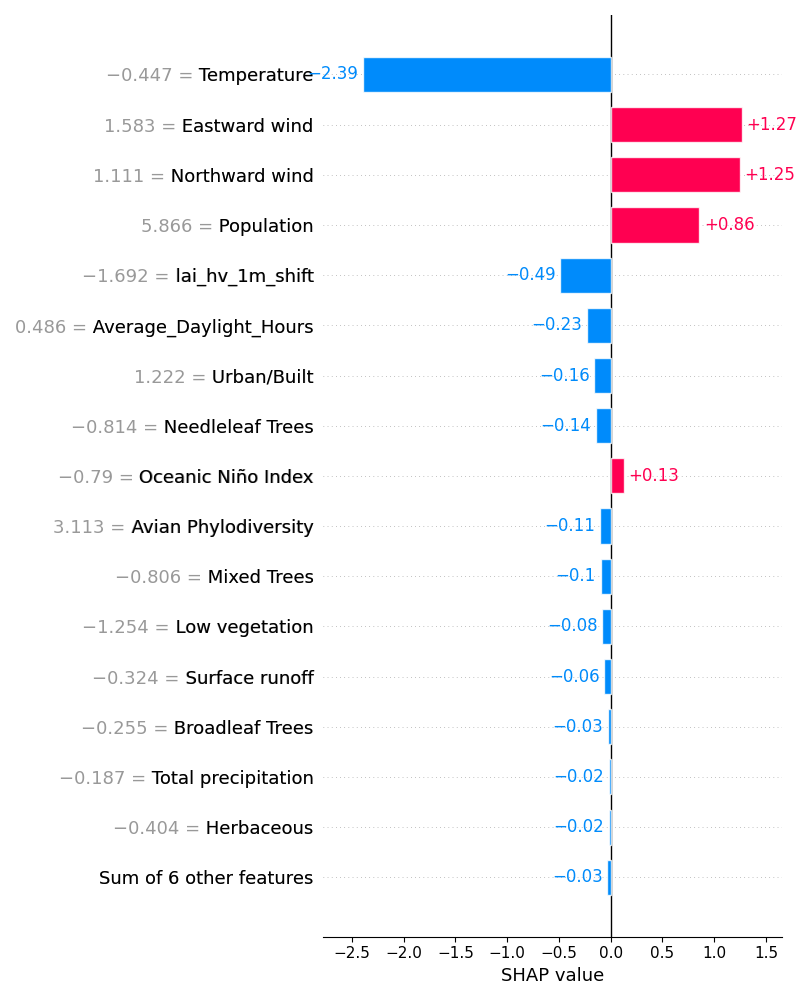 −0.447 = Temperature −2.39
1.583 = Eastward wind +1.27
1.111 = Northward wind +1.25
5.866 = Population +0.86
−1.692 = lai_hv_1m_shift −0.49
0.486 = Average_Daylight_Hours −0.23
1.222 = Urban/Built −0.16
−0.814 = Needleleaf Trees −0.14
−0.79 = Oceanic Niño Index +0.13
3.113 = Avian Phylodiversity −0.11
−0.806 = Mixed Trees −0.1
−1.254 = Low vegetation −0.08
−0.324 = Surface runoff −0.06
−0.255 = Broadleaf Trees −0.03
−0.187 = Total precipitation −0.02
−0.404 = Herbaceous −0.02
Sum of 6 other features −0.03
−2.5 −2.0 −1.5 −1.0 −0.5 0.0 0.5 1.0 1.5
SHAP value